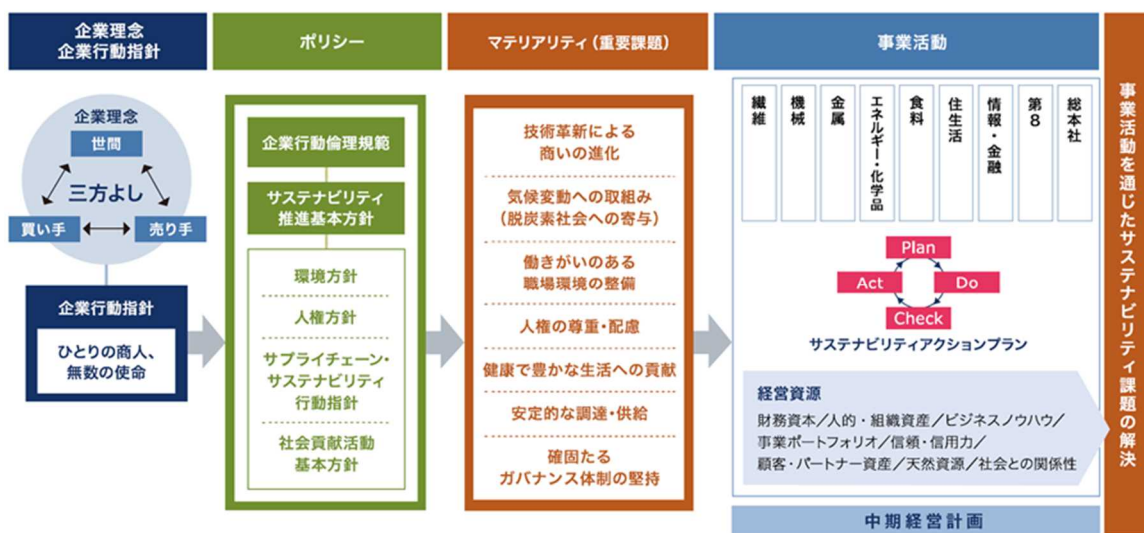 企業理念
企業行動指針
企業理念
世間
三方よし
買い手
売り手
企業行動指針
ひとりの商人、
無数の使命
ポリシー
企業行動倫理規範
サステナビリティ
推進基本方針
環境方針
人権方針
サプライチェーン・
サステナビリティ
行動指針
社会貢献活動
基本方針
マテリアリティ（重要課題）
技術革新による
商いの進化
気候変動への取組み
（脱炭素社会への寄与）
働きがいのある
職場環境の整備
人権の尊重・配慮
健康で豊かな生活への貢献
安定的な調達・供給
確固たる
ガバナンス体制の堅持
事業活動
繊維
機械
金属
エネルギー・化学品
食料
住生活
情報・金融
第8
総本社
Plan
Act
Do
Check
サステナビリティアクションプラン
経営資源
財務資本／人的・組織資産／ビジネスノウハウ／
事業ポートフォリオ／信頼・信用力／
顧客・パートナー資産／天然資源／社会との関係性
中期経営計画
事業活動を通じたサステナビリティ課題の解決